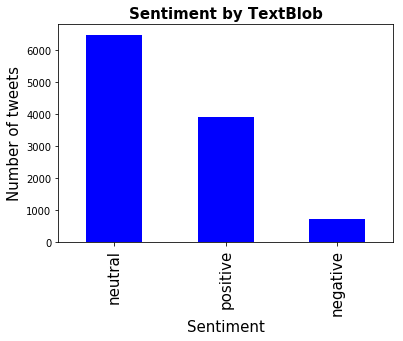 Sentiment by TextBlob
Number of tweets
6000
5000
4000
3000
2000
1000
0
neutral
positive
negative
Sentiment